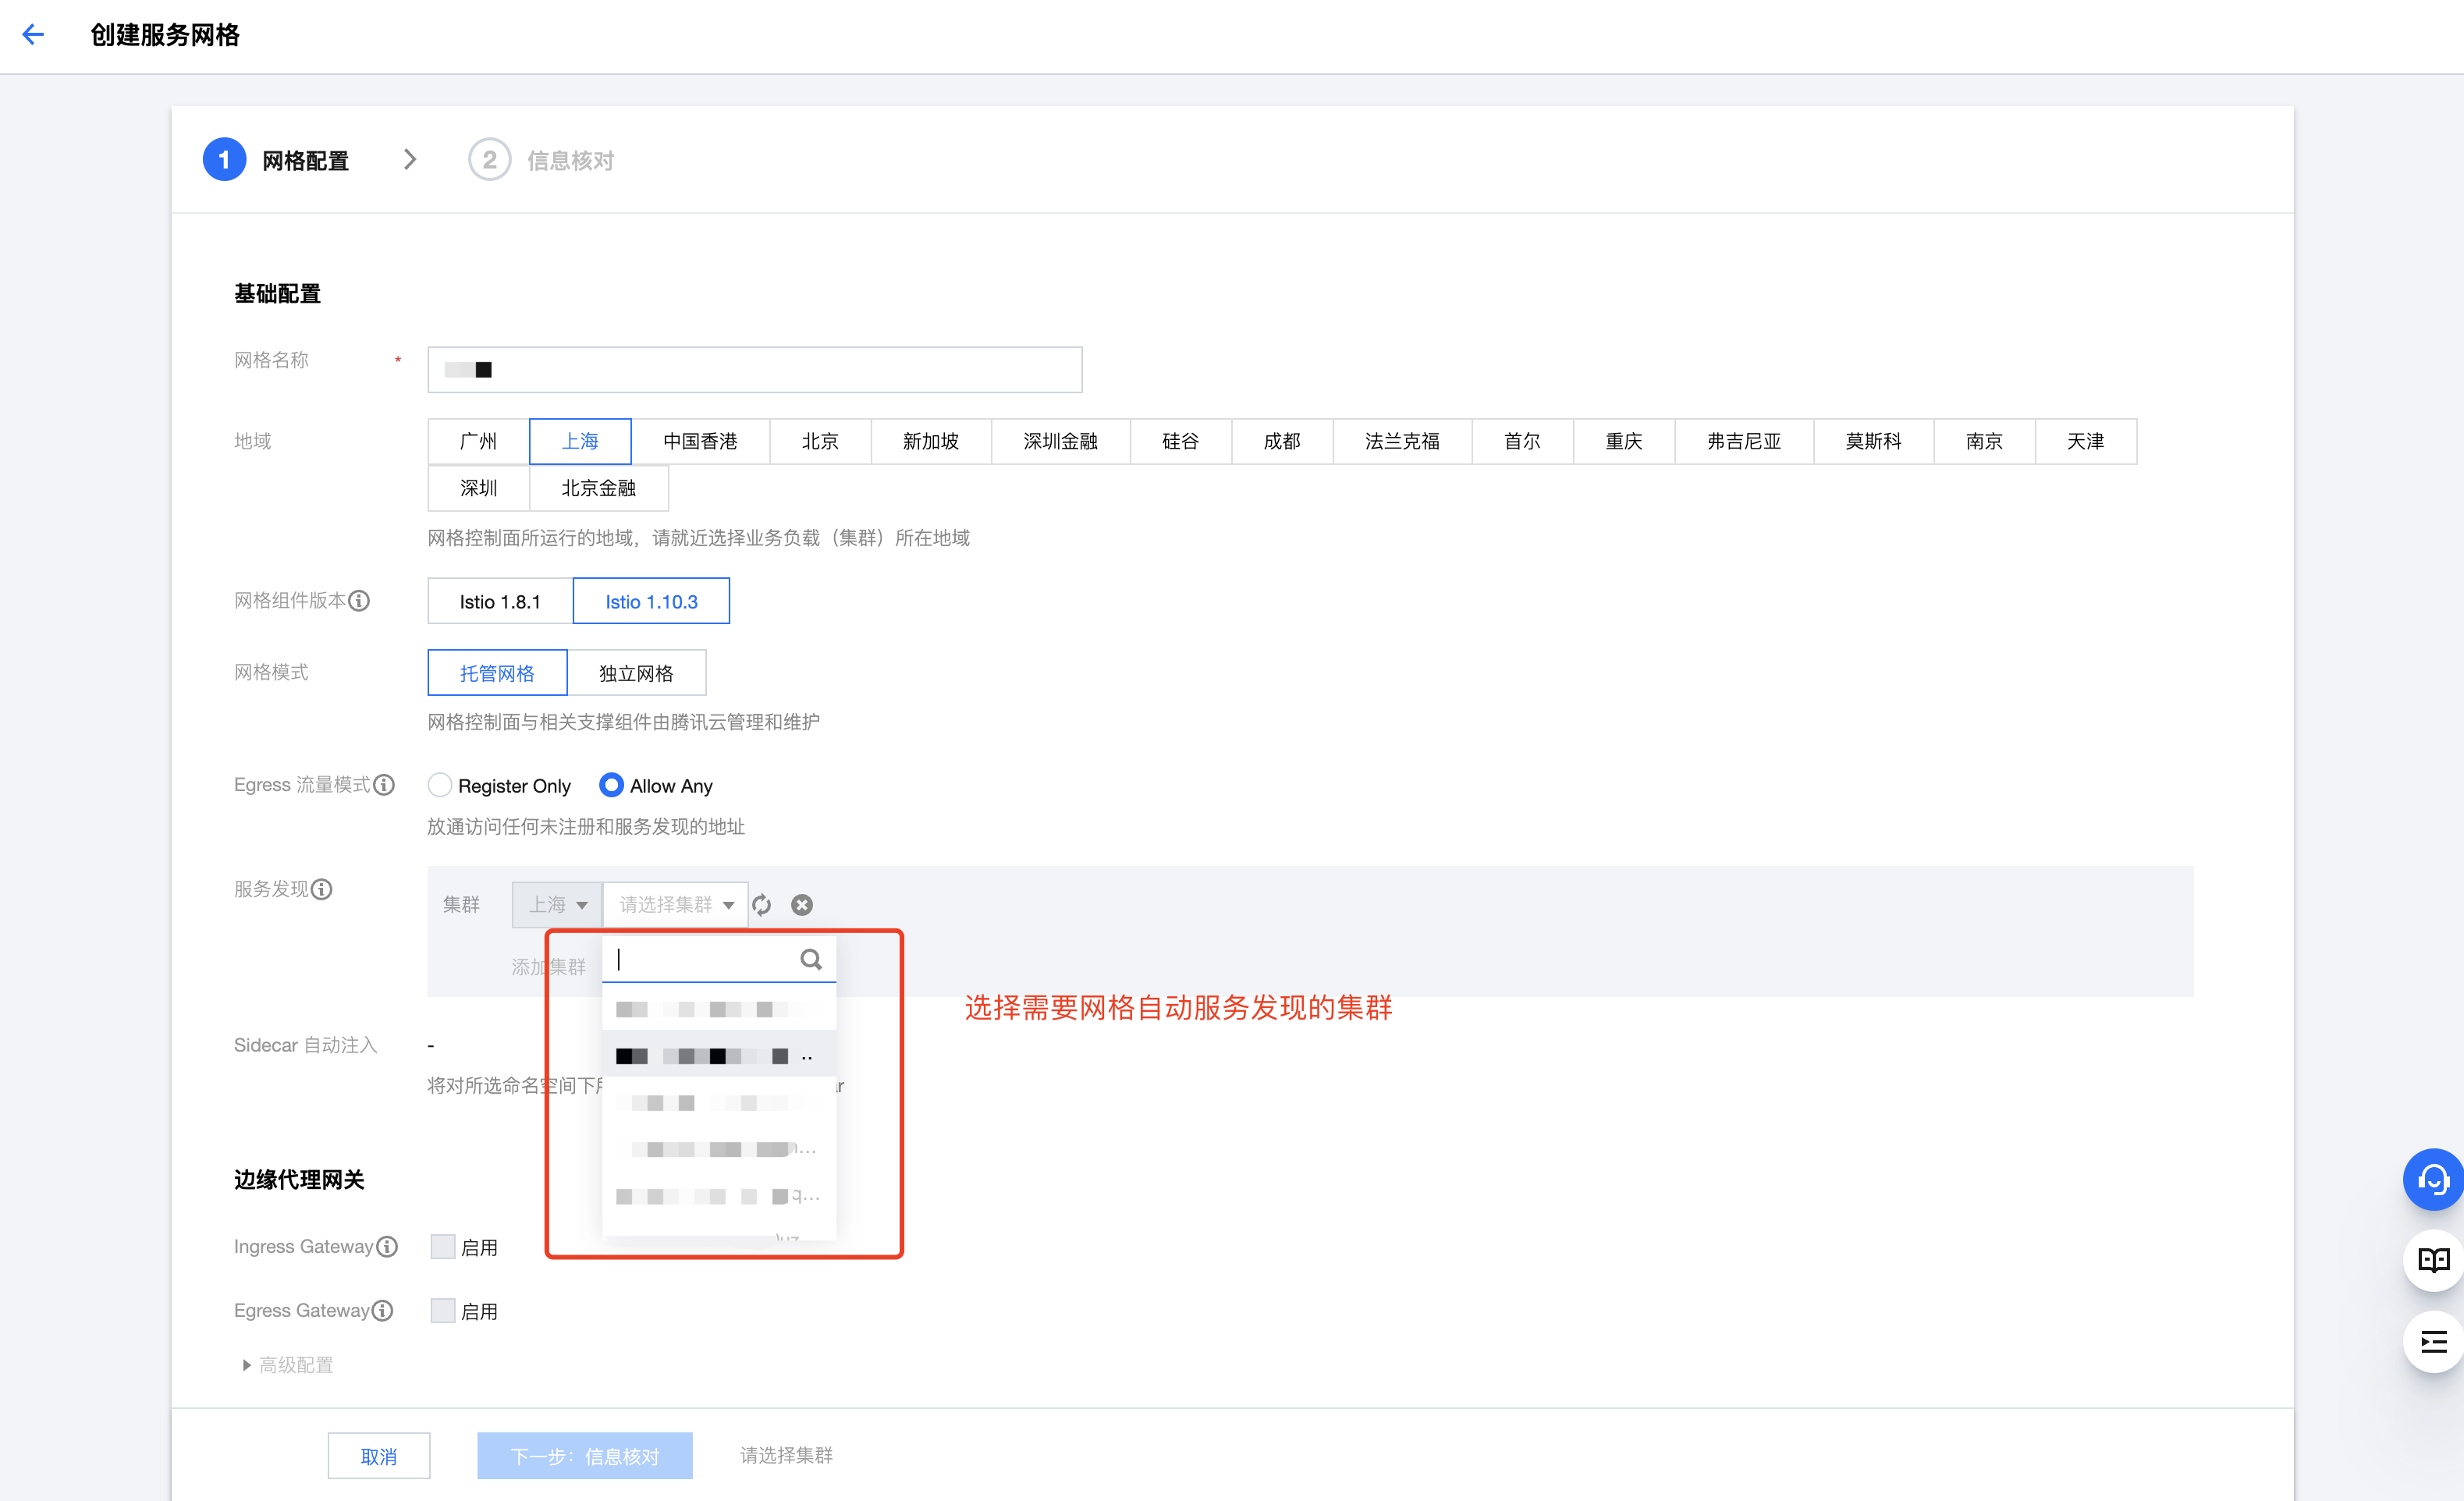 创建服务网格
1 网格配置 2 信息核对
基础配置
网格名称 *
地域 广州 上海 中国香港 北京 新加坡 深圳金融 硅谷 成都 法兰克福 首尔 重庆 弗吉尼亚 莫斯科 南京 天津
深圳 北京金融
网格控制面所运行的地域，请就近选择业务负载（集群）所在地域
网格组件版本 Istio 1.8.1 Istio 1.10.3
网格模式 托管网格 独立网格
网格控制面与相关支撑组件由腾讯云管理和维护
Egress 流量模式 Register Only Allow Any
放通访问任何未注册和服务发现的地址
服务发现 集群 上海 请选择集群
添加集群
选择需要网格自动服务发现的集群
Sidecar 自动注入 -
将对所选命名空间下
边缘代理网关
Ingress Gateway 启用
Egress Gateway 启用
高级配置
取消 下一步：信息核对 请选择集群